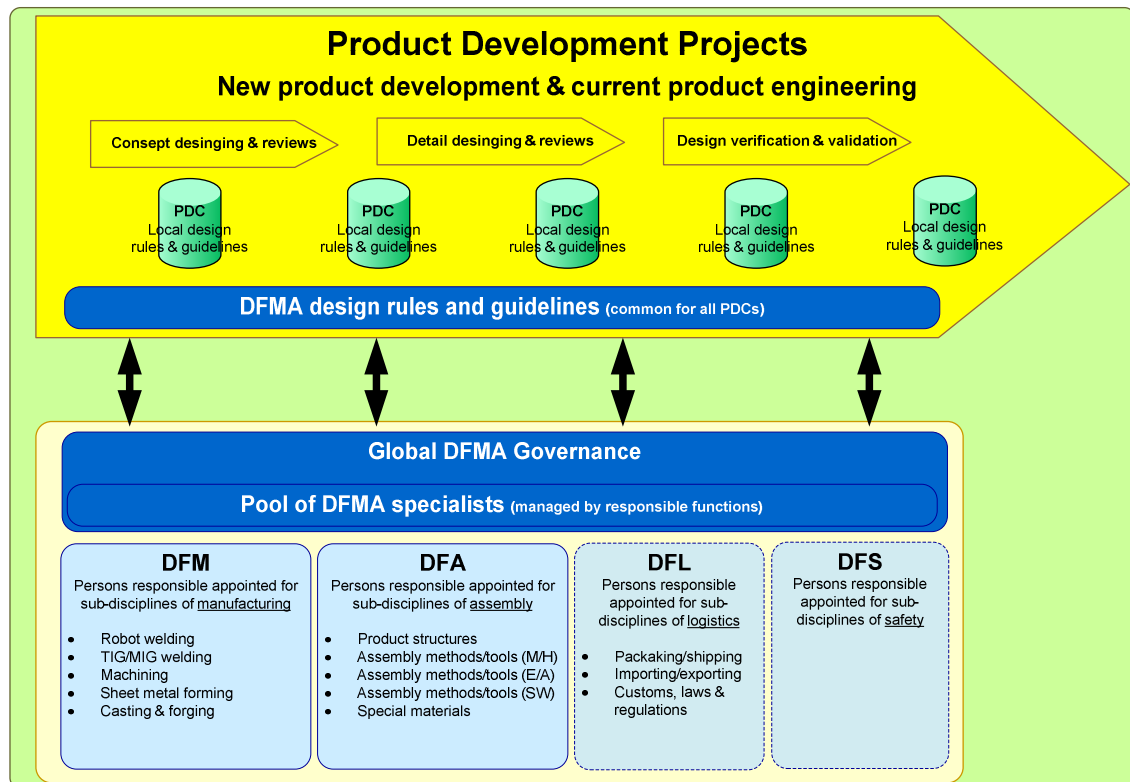 Product Development Projects
New product development & current product engineering
Consept desinging & reviews
Detail desinging & reviews
Design verification & validation
PDC
Local design
rules & guidelines
PDC
Local design
rules & guidelines
PDC
Local design
rules & guidelines
PDC
Local design
rules & guidelines
PDC
Local design
rules & guidelines
DFMA design rules and guidelines (common for all PDCs)
Global DFMA Governance
Pool of DFMA specialists (managed by responsible functions)
DFM
Persons responsible appointed for
sub-disciplines of manufacturing
• Robot welding
• TIG/MIG welding
• Machining
• Sheet metal forming
• Casting & forging
DFA
Persons responsible appointed for
sub-disciplines of assembly
• Product structures
• Assembly methods/tools (M/H)
• Assembly methods/tools (E/A)
• Assembly methods/tools (SW)
• Special materials
DFL
Persons responsible
appointed for sub-
disciplines of logistics
• Packaking/shipping
• Importing/exporting
• Customs, laws &
regulations
DFS
Persons responsible
appointed for sub-
disciplines of safety